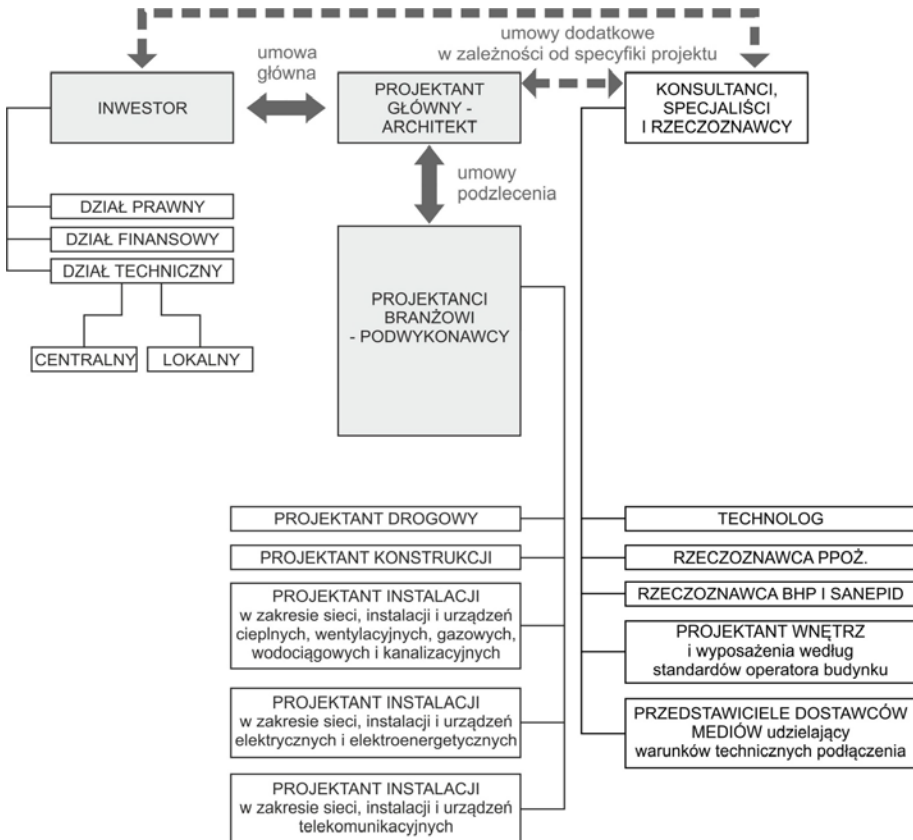 umowy dodatkowe
w zależności od specyfiki projektu
umowa
główna
INWESTOR
PROJEKTANT
GŁÓWNY -
ARCHITEKT
KONSULTANCI,
SPECJALIŚCI
I RZECZOZNAWCY
umowy
podzlecenia
DZIAŁ PRAWNY
DZIAŁ FINANSOWY
DZIAŁ TECHNICZNY
CENTRALNY
LOKALNY
PROJEKTANCI
BRANŻOWI
- PODWYKONAWCY
PROJEKTANT DROGOWY
PROJEKTANT KONSTRUKCJI
PROJEKTANT INSTALACJI
w zakresie sieci, instalacji i urządzeń
cieplnych, wentylacyjnych, gazowych,
wodociągowych i kanalizacyjnych
PROJEKTANT INSTALACJI
w zakresie sieci, instalacji i urządzeń
elektrycznych i elektroenergetycznych
PROJEKTANT INSTALACJI
w zakresie sieci, instalacji i urządzeń
telekomunikacyjnych
TECHNOLOG
RZECZOZNAWCA PPOŻ.
RZECZOZNAWCA BHP I SANEPID
PROJEKTANT WNĘTRZ
i wyposażenia według
standardów operatora budynku
PRZEDSTAWICIELE DOSTAWCÓW
MEDIÓW udzielający
warunków technicznych podłączenia